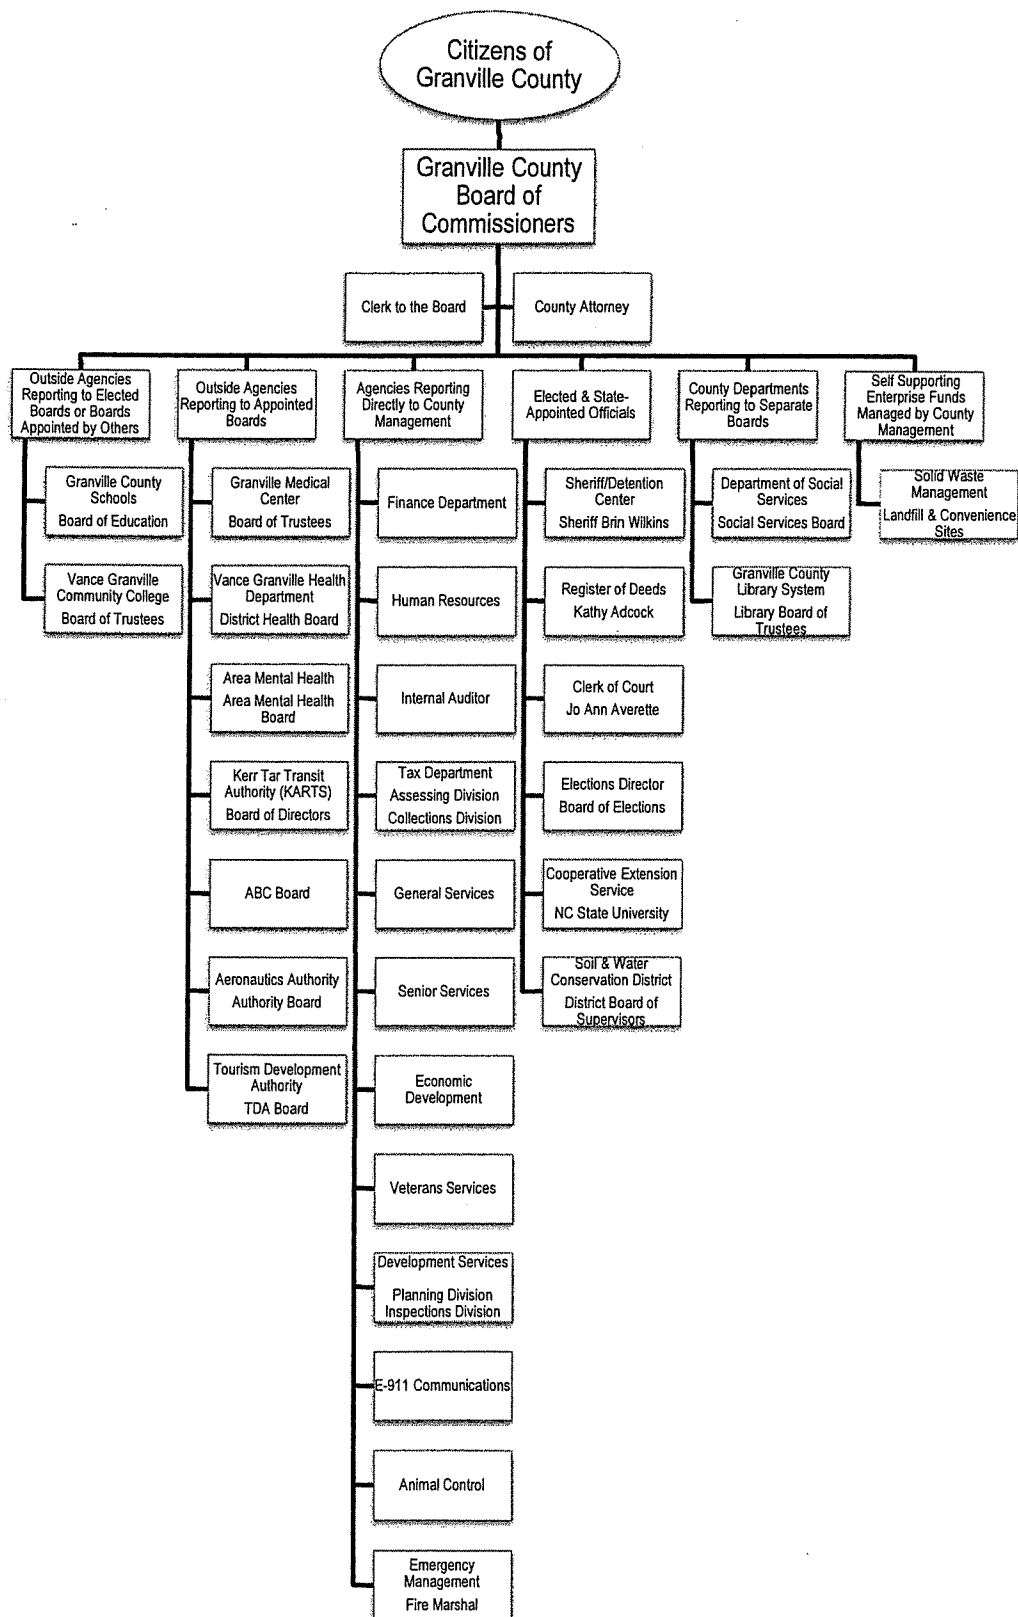 Citizens of
Granville County
Granville County
Board of
Commissioners
Clerk to the Board
County Attorney
Outside Agencies
Reporting to Elected
Boards or Boards
Appointed by Others
Granville County
Schools
Board of Education
Vance Granville
Community College
Board of Trustees
Outside Agencies
Reporting to Appointed
Boards
Granville Medical
Center
Board of Trustees
Vance Granville Health
Department
District Health Board
Area Mental Health
Area Mental Health
Board
Kerr Tar Transit
Authority (KARTS)
Board of Directors
ABC Board
Aeronautics Authority
Authority Board
Tourism Development
Authority
TDA Board
Agencies Reporting
Directly to County
Management
Finance Department
Human Resources
Internal Auditor
Tax Department
Assessing Division
Collections Division
General Services
Senior Services
Economic
Development
Veterans Services
Development Services
Planning Division
Inspections Division
E-911 Communications
Animal Control
Emergency
Management
Fire Marshal
Elected & State-
Appointed Officials
Sheriff/Detention
Center
Sheriff Brin Wilkins
Register of Deeds
Kathy Adcock
Clerk of Court
Jo Ann Averette
Elections Director
Board of Elections
Cooperative Extension
Service
NC State University
Soil & Water
Conservation District
District Board of
Supervisors
County Departments
Reporting to Separate
Boards
Department of Social
Services
Social Services Board
Granville County
Library System
Library Board of
Trustees
Self Supporting
Enterprise Funds
Managed by County
Management
Solid Waste
Management
Landfill & Convenience
Sites